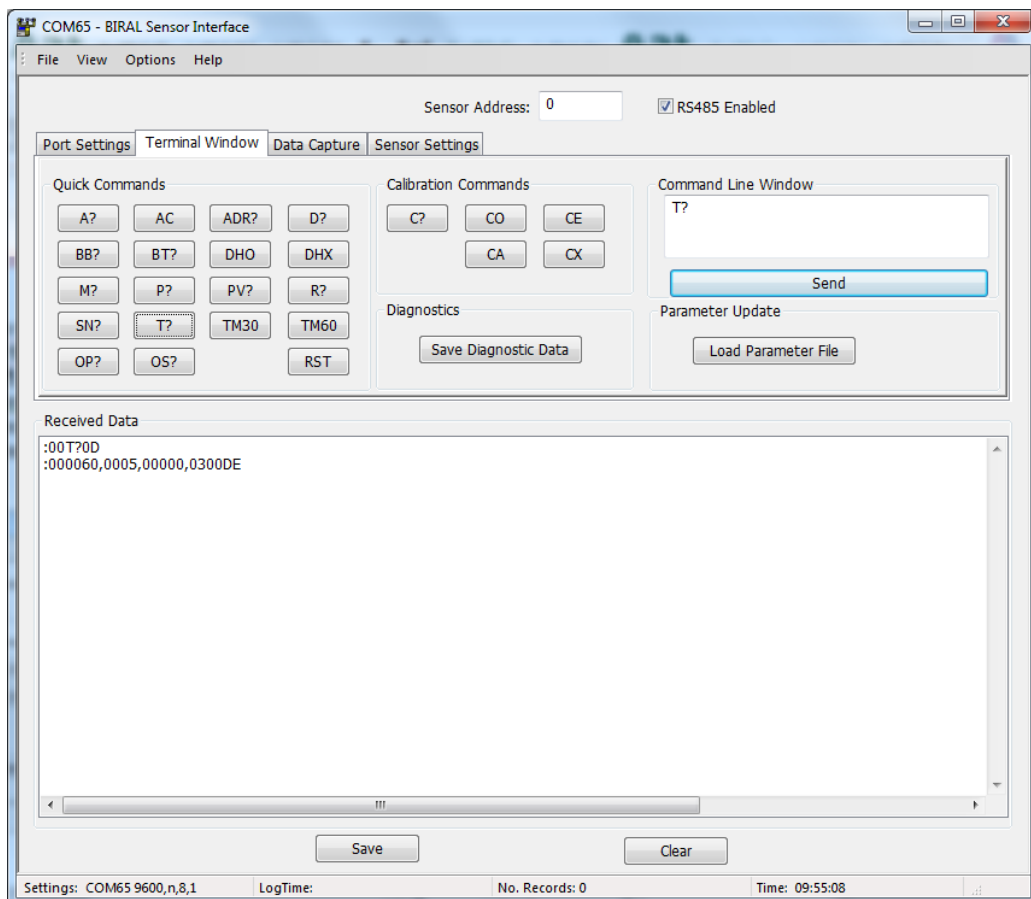 COM65 - BIRAL Sensor Interface
File View Options Help
Sensor Address: 0 RS485 Enabled
Port Settings Terminal Window Data Capture Sensor Settings
Quick Commands
A? AC ADR? D?
BB? BT? DHO DHX
M? P? PV? R?
SN? T? TM30 TM60
OP? OS? RST
Calibration Commands
C? CO CE
CA CX
Diagnostics
Save Diagnostic Data
Command Line Window
T?
Send
Parameter Update
Load Parameter File
Received Data
:00T?0D
:000060,0005,00000,0300DE
Save Clear
Settings: COM65 9600,n,8,1 LogTime: No. Records: 0 Time: 09:55:08